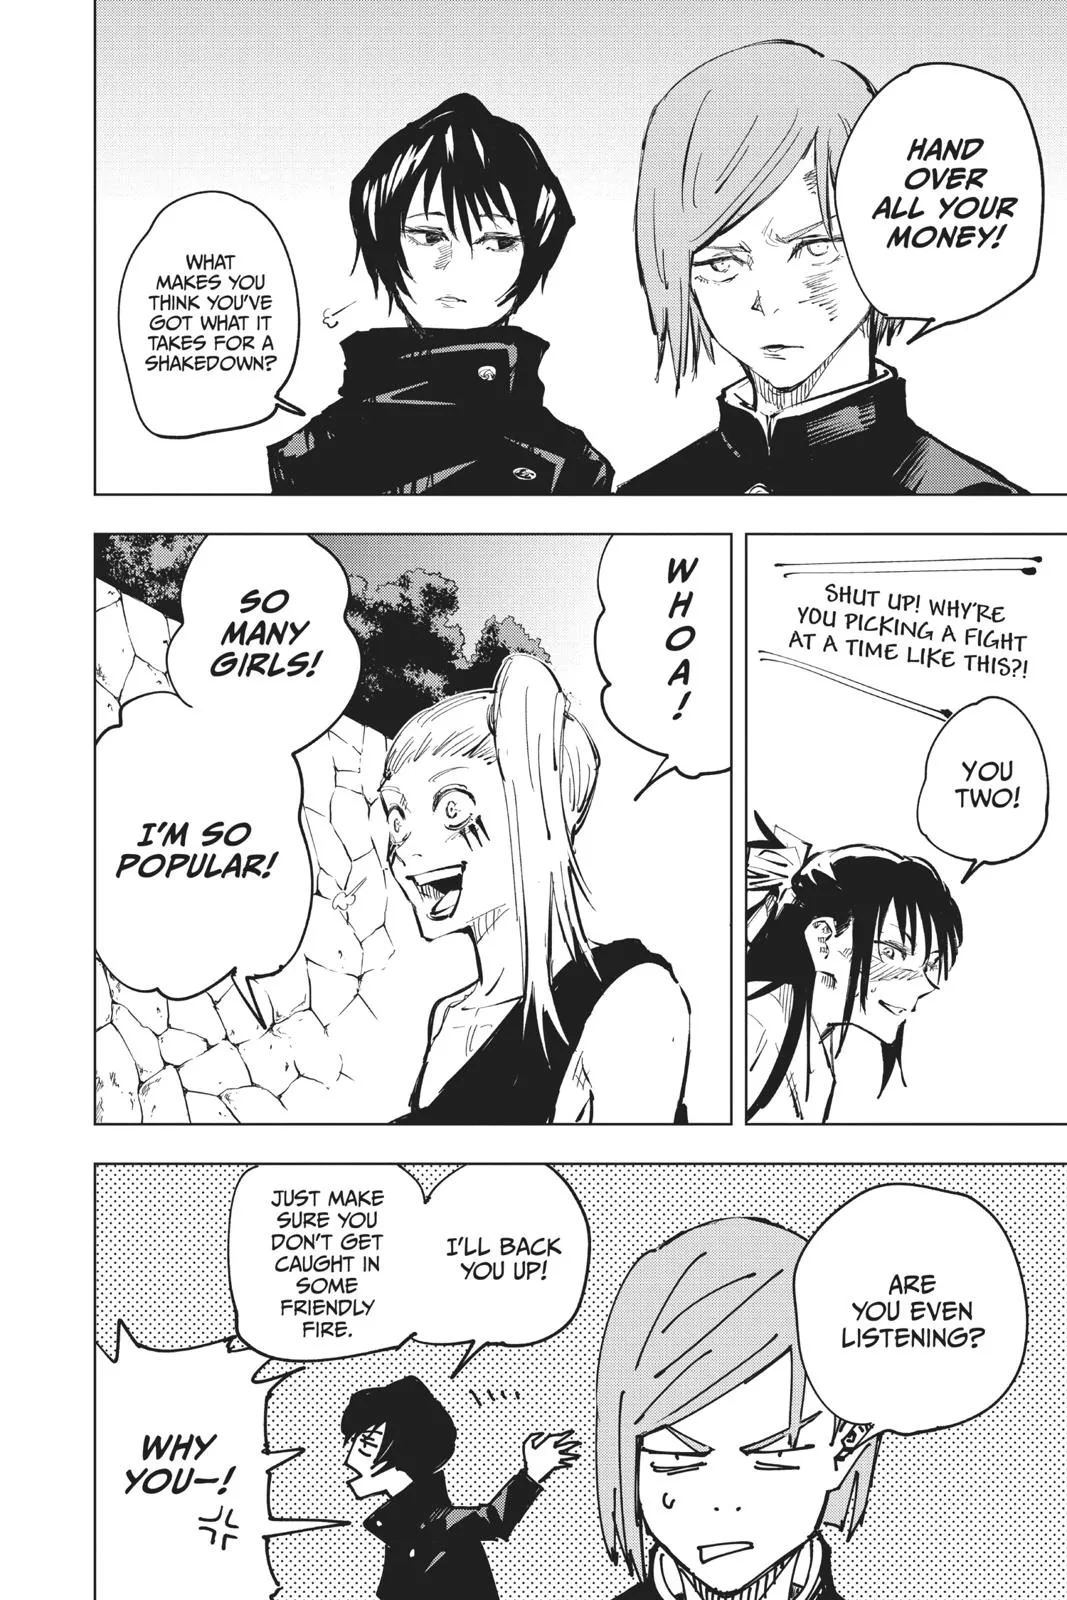 HAND
OVER
ALL YOUR
MONEY!
WHAT
MAKES YOU
THINK YOU'VE
GOT WHAT IT
TAKES FOR A
SHAKEDOWN?
SHUT UP! WHY'RE
YOU PICKING A FIGHT
AT A TIME LIKE THIS?!
YOU
TWO!
WHOA!
SO
MANY
GIRLS!
I'M SO
POPULAR!
ARE
YOU EVEN
LISTENING?
I'LL BACK
YOU UP!
JUST MAKE
SURE YOU
DON'T GET
CAUGHT IN
SOME
FRIENDLY
FIRE.
WHY
YOU—!